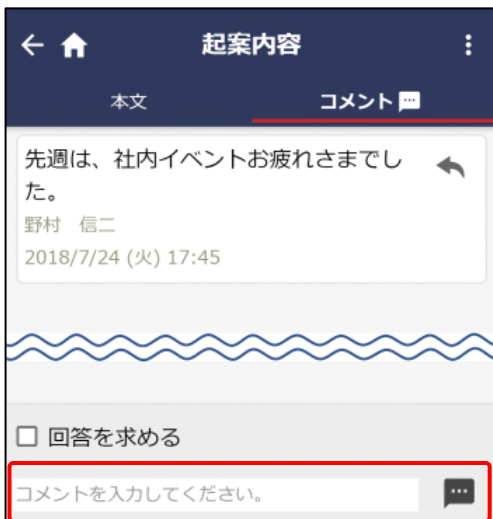 起案内容
本文
コメント
先週は、社内イベントお疲れさまでし
た。
野村　信二
2018/7/24 (火) 17:45
回答を求める
コメントを入力してください。